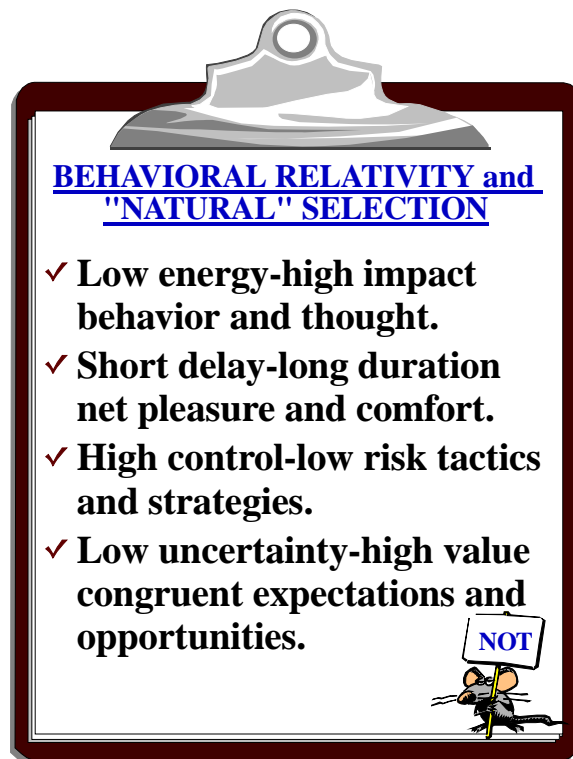 BEHAVIORAL RELATIVITY and
"NATURAL" SELECTION
✓ Low energy-high impact
behavior and thought.
✓ Short delay-long duration
net pleasure and comfort.
✓ High control-low risk tactics
and strategies.
✓ Low uncertainty-high value
congruent expectations and
opportunities.
NOT